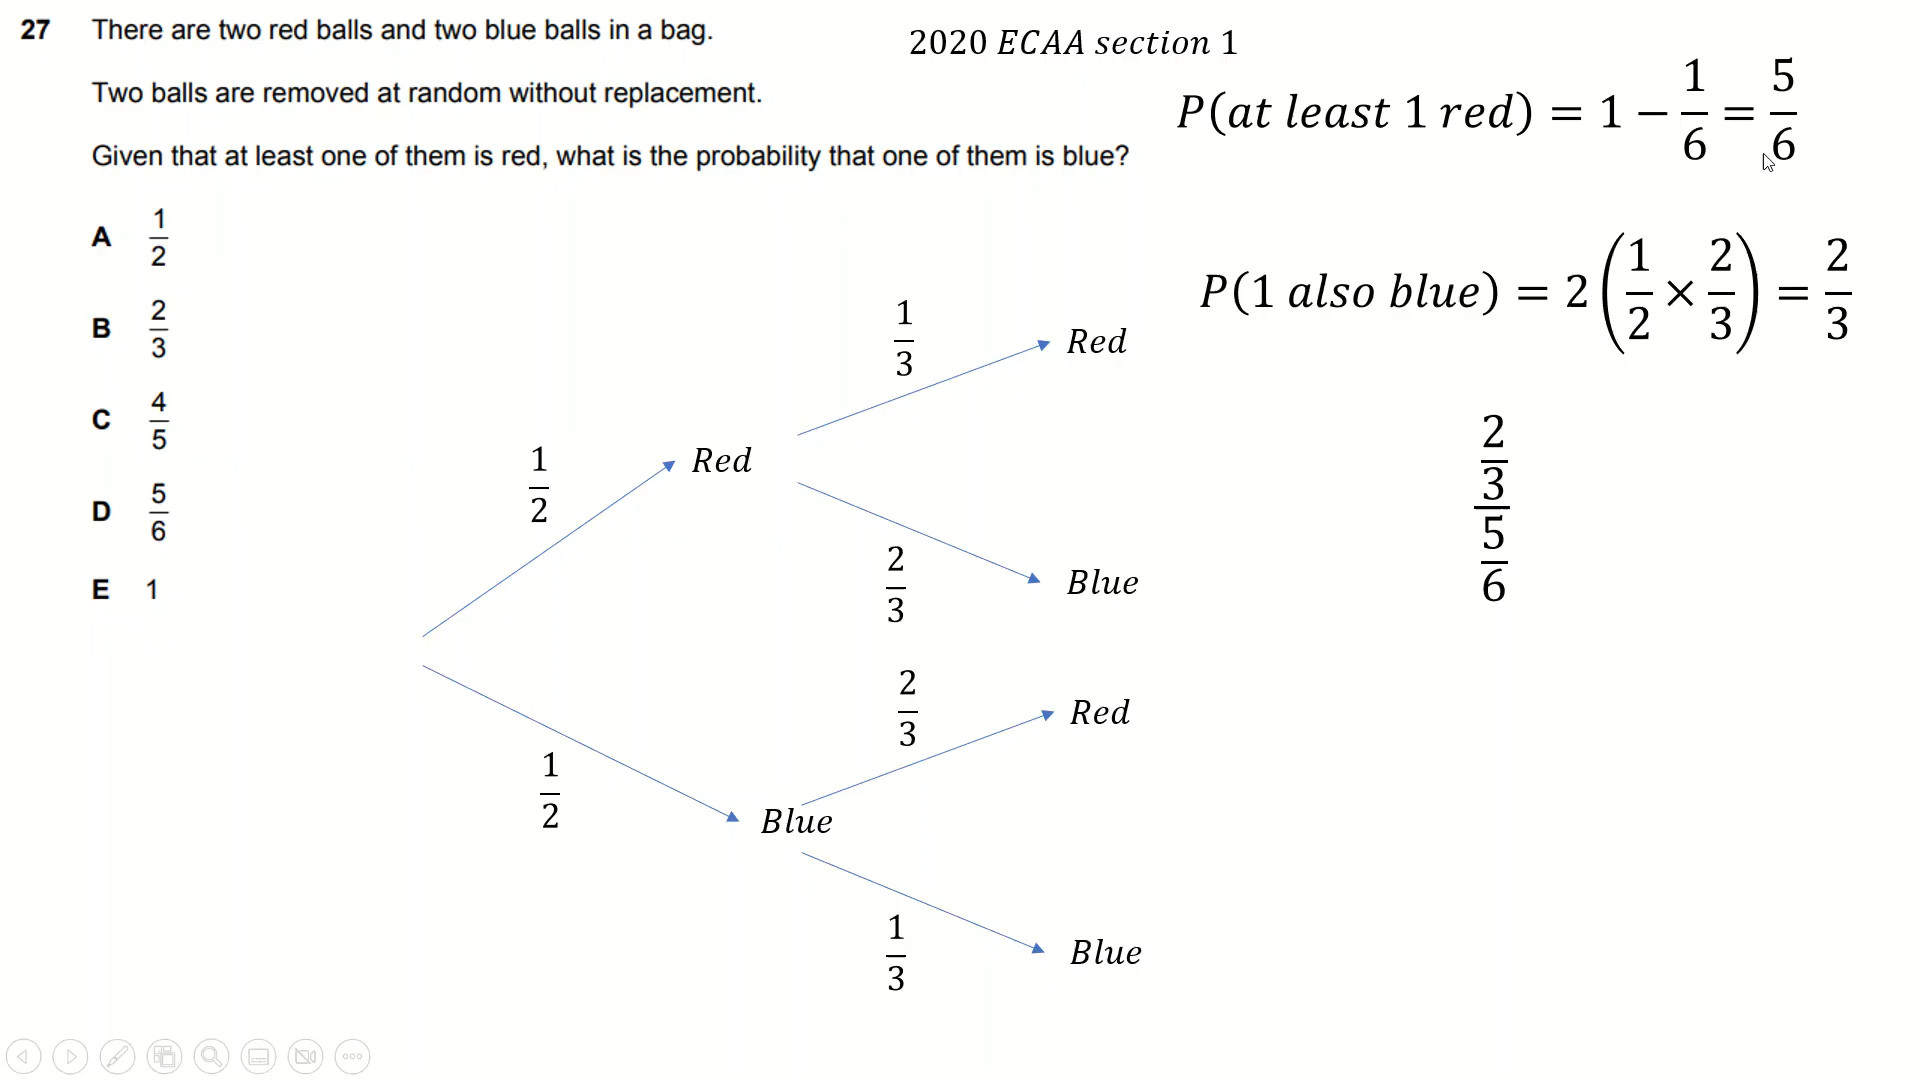 27 There are two red balls and two blue balls in a bag.
Two balls are removed at random without replacement.
Given that at least one of them is red, what is the probability that one of them is blue?
A 1/2
B 2/3
C 4/5
D 5/6
E 1
2020 ECAA section 1
P(at least 1 red) = 1 − 1/6 = 5/6
P(1 also blue) = 2(1/2 × 2/3) = 2/3
2/3
5/6
1/3
Red
1/2
Red
2/3
Blue
2/3
Red
1/2
Blue
1/3
Blue